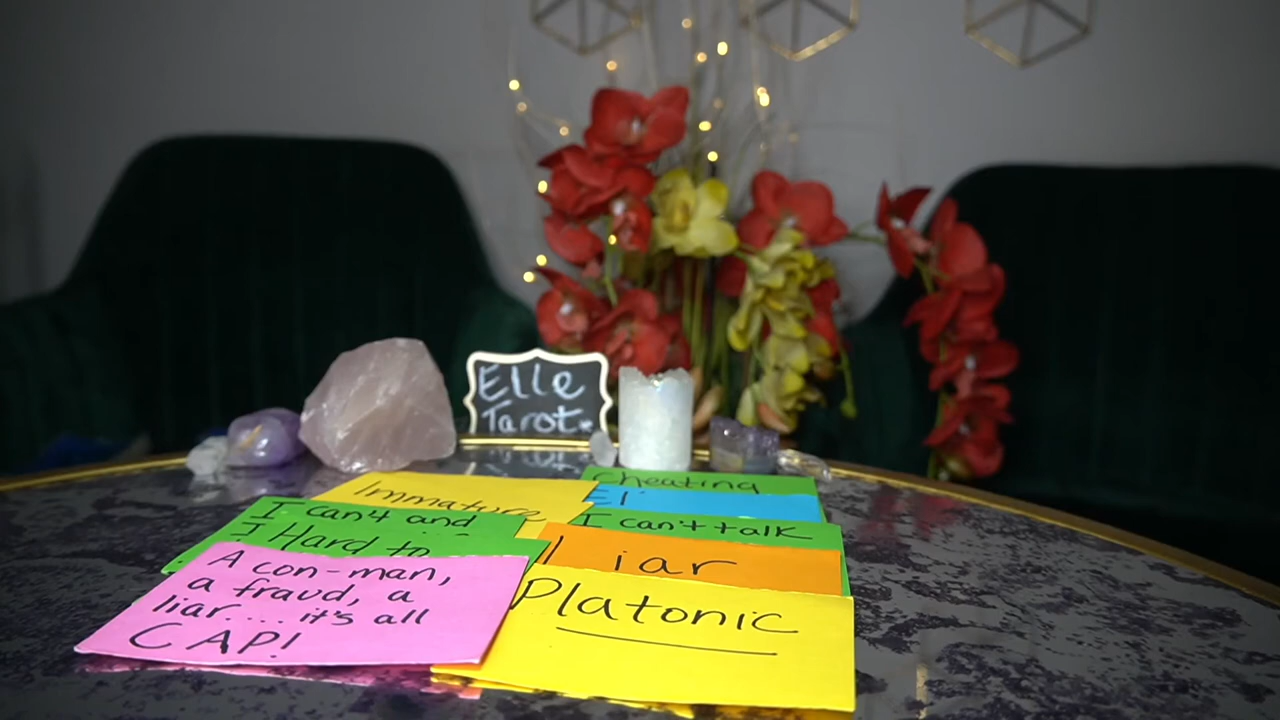 Elle
Tarot
Cheating
I can't talk
Liar
Platonic
Immature
I can't and
I Hard to
A con-man,
a fraud, a
liar.... it's all
CAP!